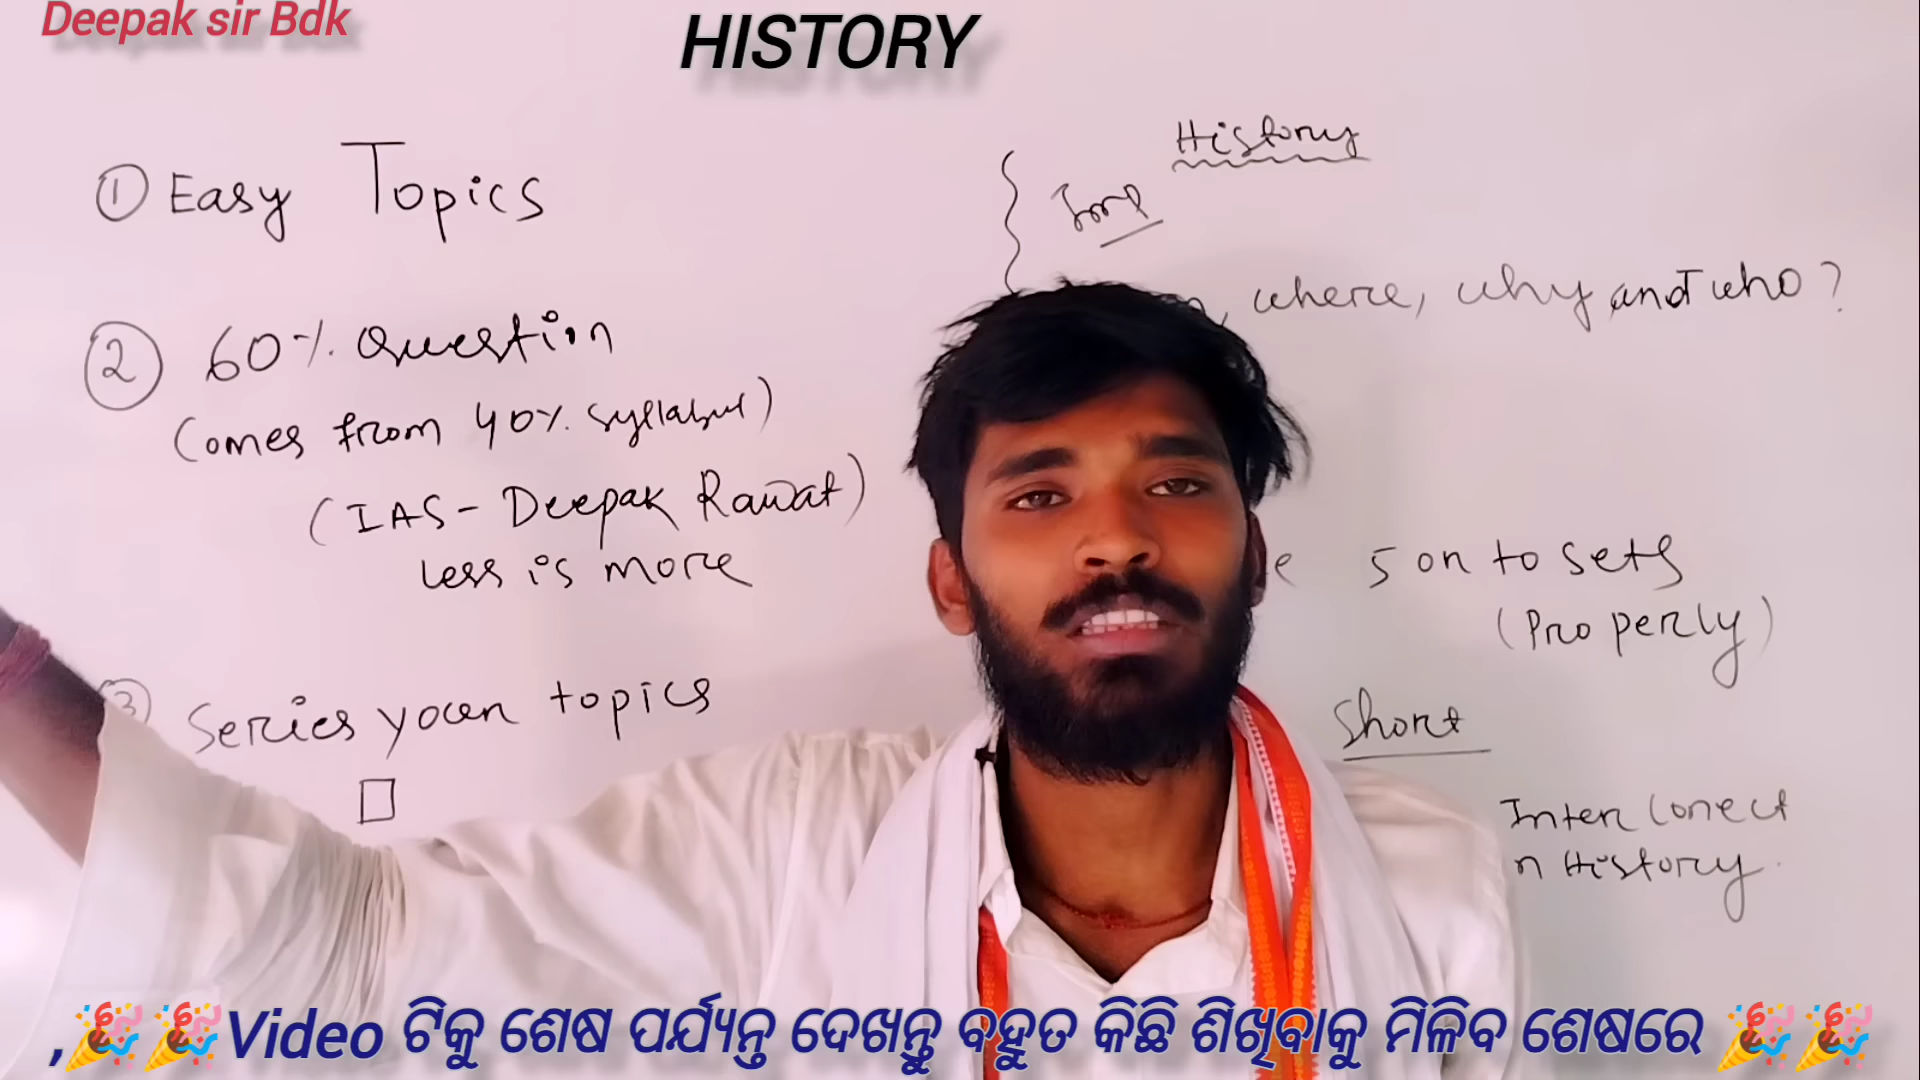 Deepak sir Bdk
HISTORY
① Easy Topics
② 60% Question
(Comes from 40% syllabus)
(IAS - Deepak Rawat)
Less is more
③ Series your topics
History
Imp
, where, why and who?
5 on to sets
(Properly)
Short
Inter Conect
n History
,🎉🎉Video ଟିକୁ ଶେଷ ପର୍ଯ୍ୟନ୍ତ ଦେଖନ୍ତୁ ବହୁତ କିଛି ଶିଖିବାକୁ ମିଳିବ ଶେଷରେ 🎉🎉